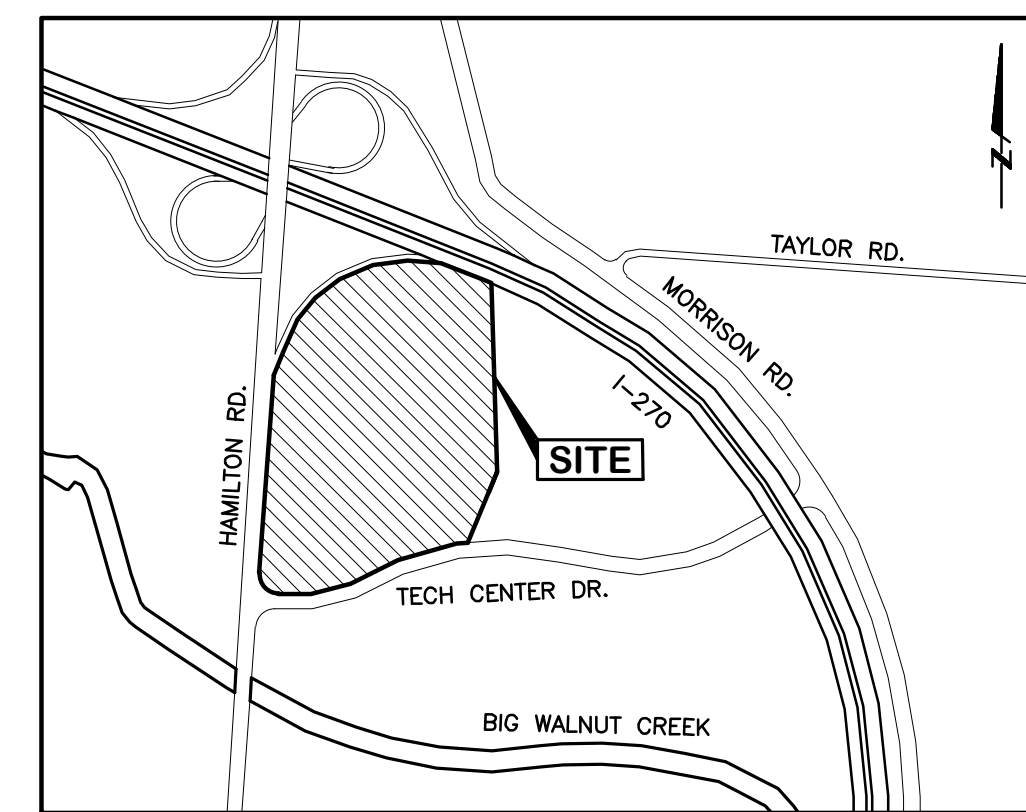 N
TAYLOR RD.
MORRISON RD.
I-270
HAMILTON RD.
SITE
TECH CENTER DR.
BIG WALNUT CREEK